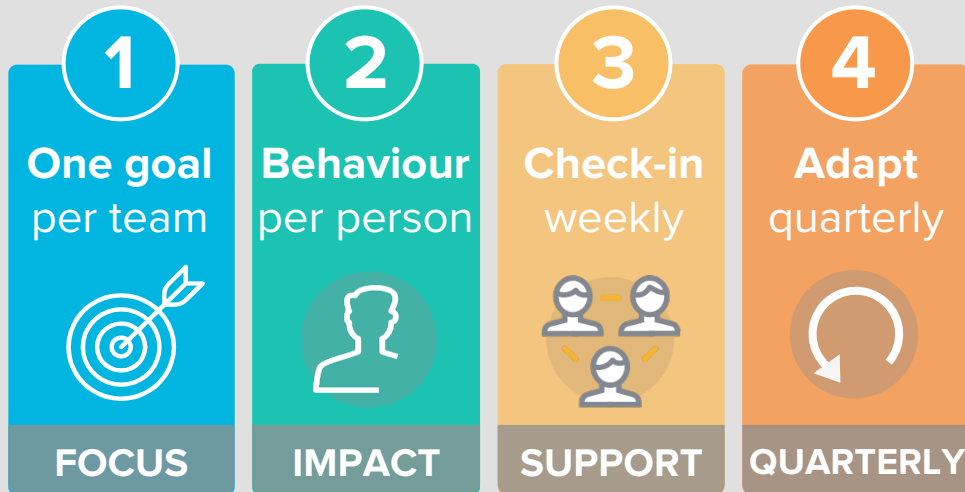 1
One goal
per team
FOCUS
2
Behaviour
per person
IMPACT
3
Check-in
weekly
SUPPORT
4
Adapt
quarterly
QUARTERLY